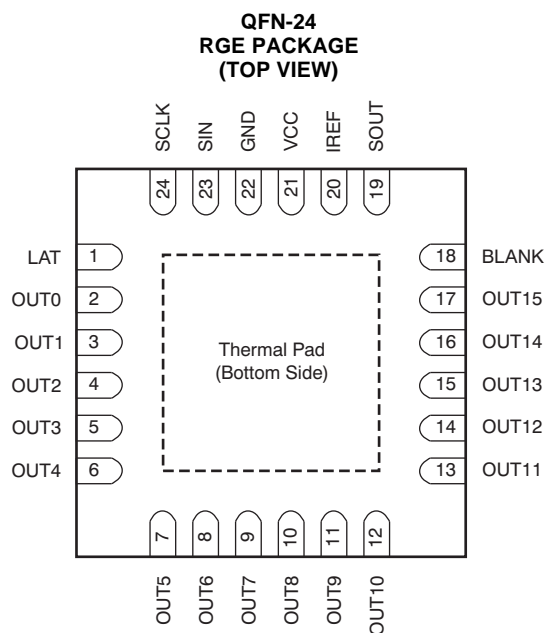 QFN-24
RGE PACKAGE
(TOP VIEW)
SCLK
SIN
GND
VCC
IREF
SOUT
24
23
22
21
20
19
LAT 1
18 BLANK
OUT0 2
17 OUT15
OUT1 3
16 OUT14
OUT2 4
15 OUT13
OUT3 5
14 OUT12
OUT4 6
13 OUT11
Thermal Pad
(Bottom Side)
7
8
9
10
11
12
OUT5
OUT6
OUT7
OUT8
OUT9
OUT10